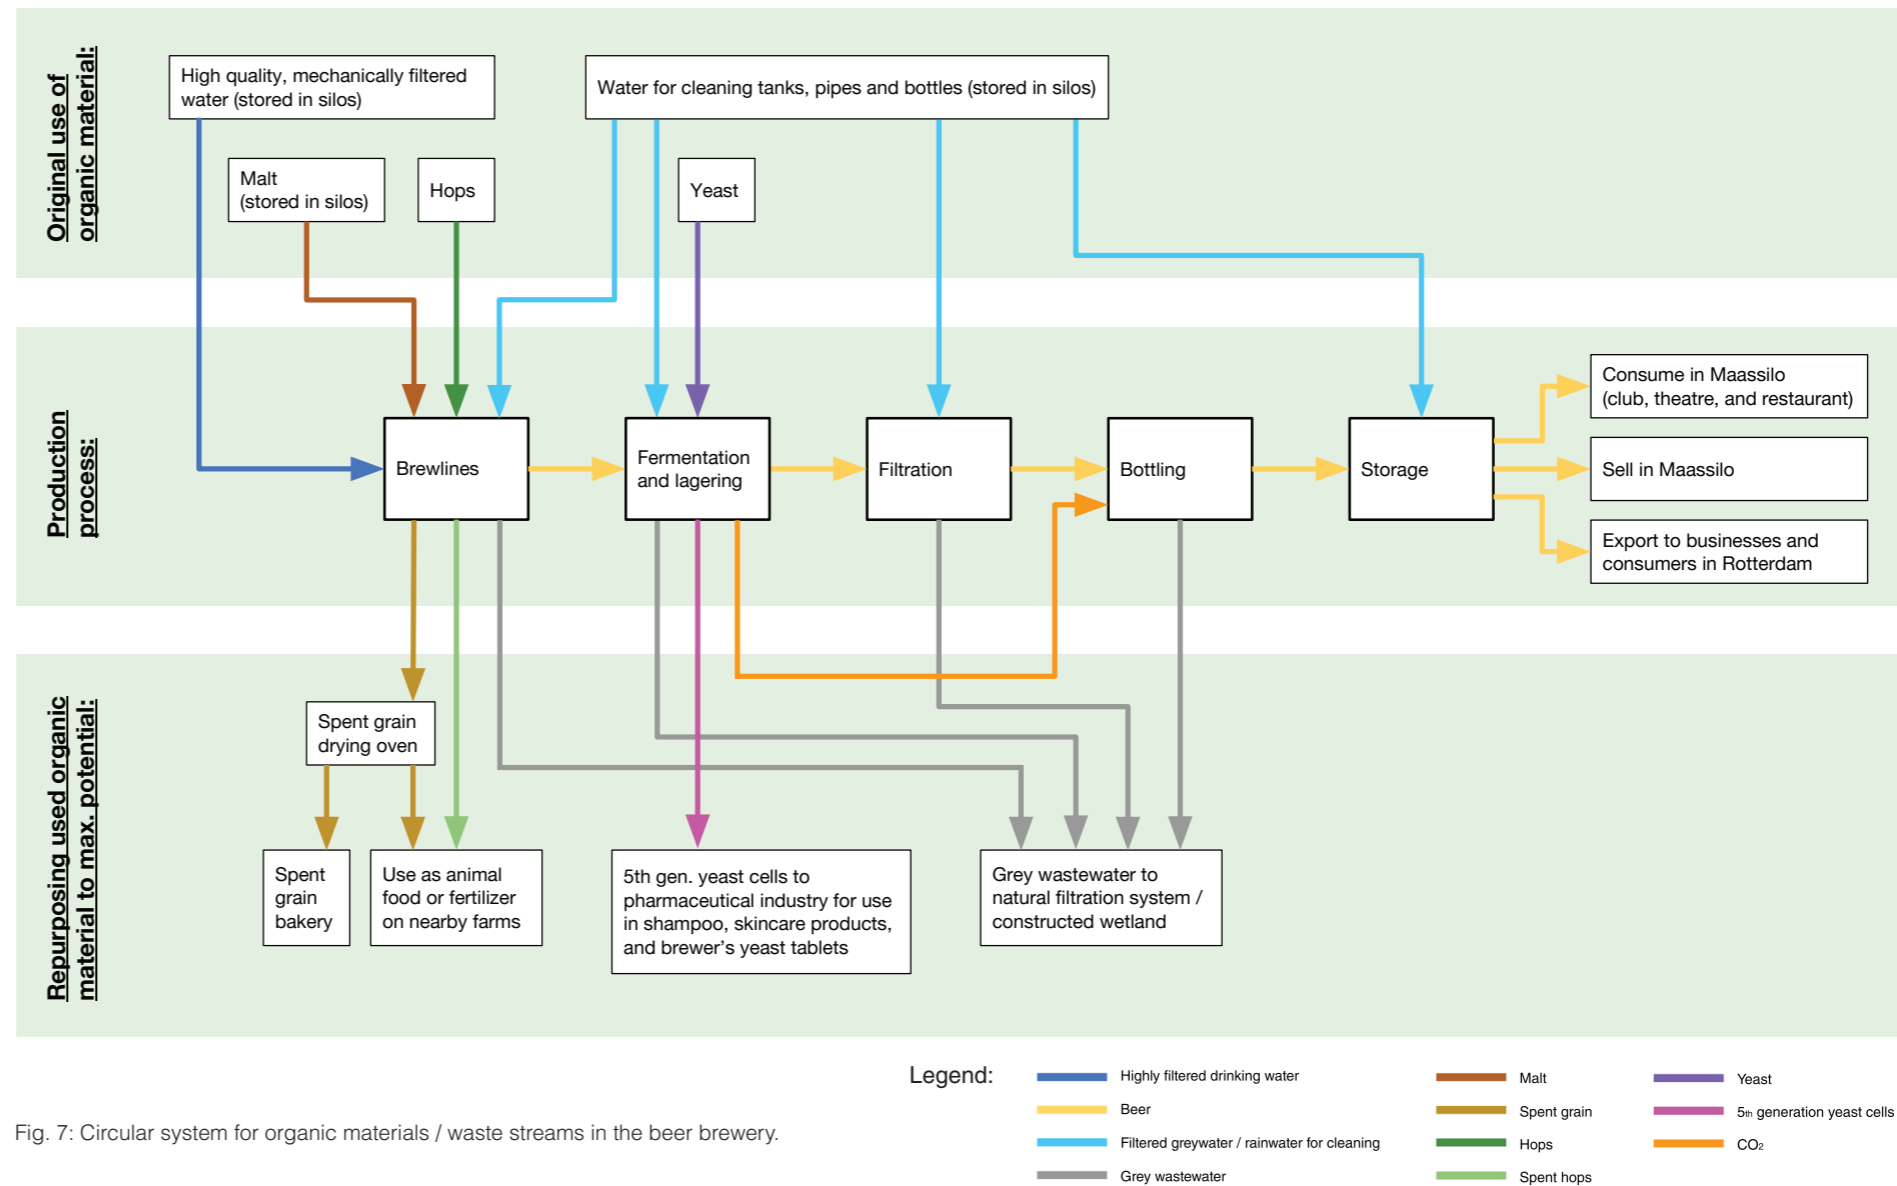 Original use of
organic material:
High quality, mechanically filtered
water (stored in silos)
Water for cleaning tanks, pipes and bottles (stored in silos)
Malt
(stored in silos)
Hops
Yeast
Production
process:
Brewlines
Fermentation
and lagering
Filtration
Bottling
Storage
Consume in Maassilo
(club, theatre, and restaurant)
Sell in Maassilo
Export to businesses and
consumers in Rotterdam
Repurposing used organic
material to max. potential:
Spent grain
drying oven
Spent
grain
bakery
Use as animal
food or fertilizer
on nearby farms
5th gen. yeast cells to
pharmaceutical industry for use
in shampoo, skincare products,
and brewer's yeast tablets
Grey wastewater to
natural filtration system /
constructed wetland
Legend:
Highly filtered drinking water
Beer
Filtered greywater / rainwater for cleaning
Grey wastewater
Malt
Spent grain
Hops
Spent hops
Yeast
5th generation yeast cells
CO2
Fig. 7: Circular system for organic materials / waste streams in the beer brewery.